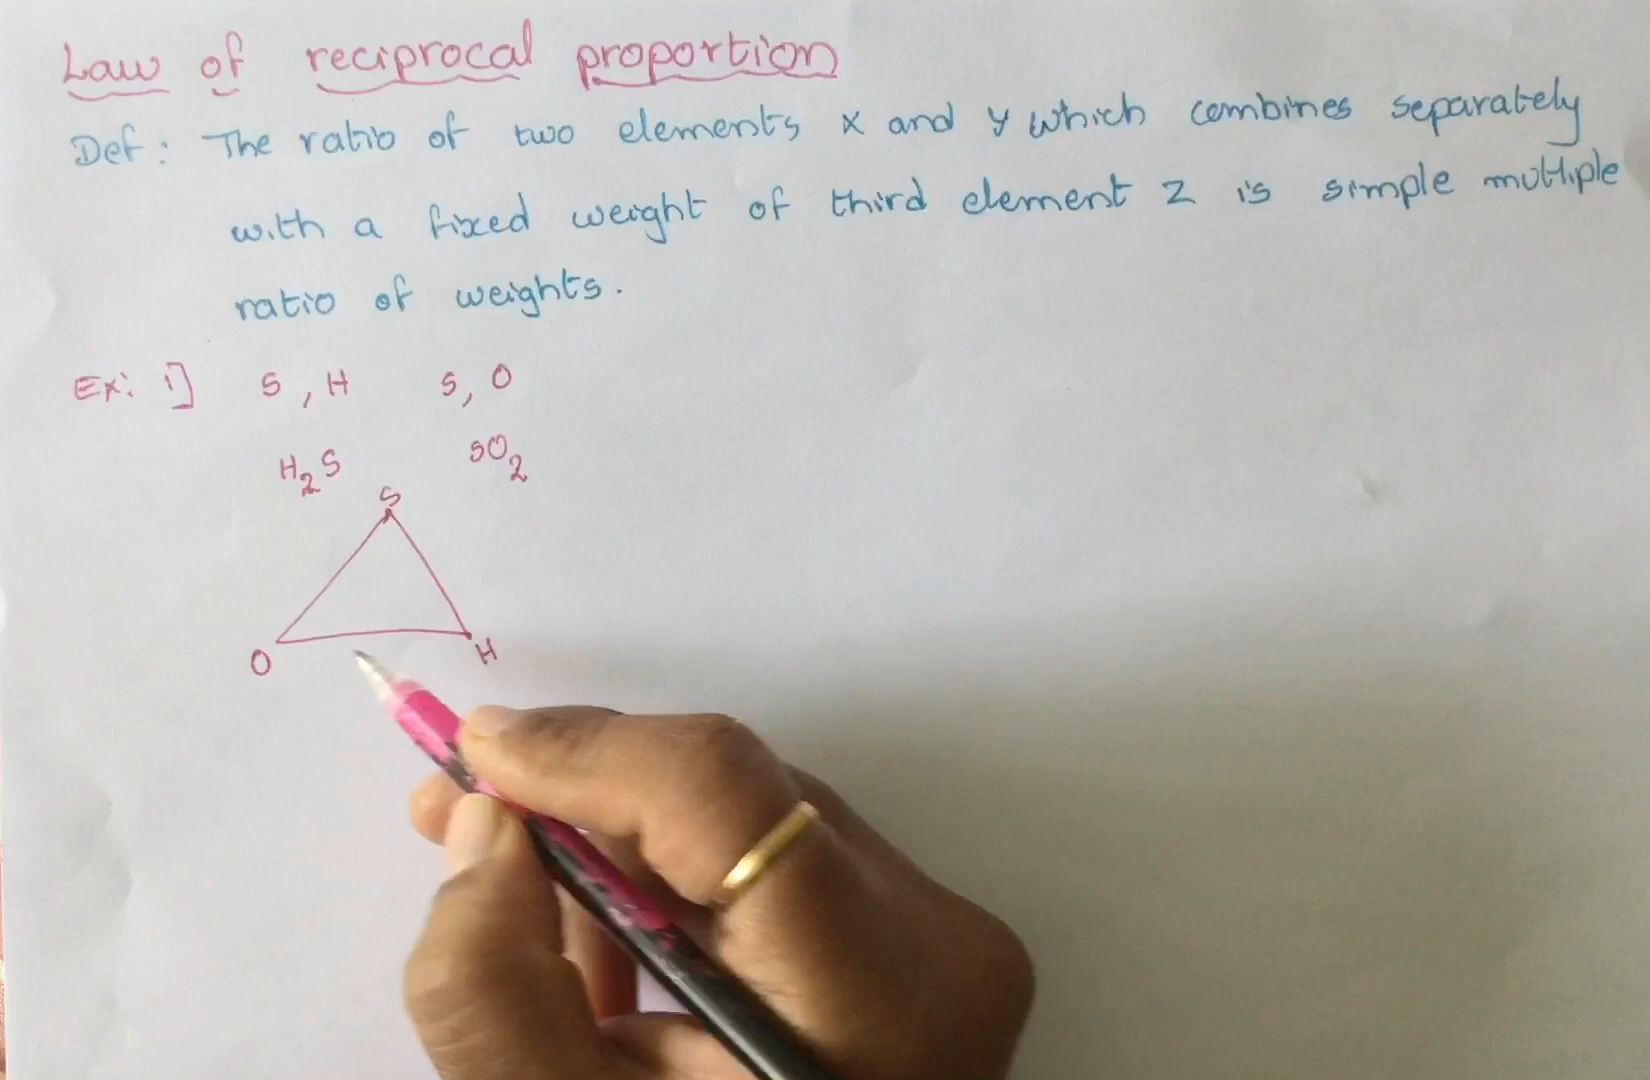 Law of reciprocal proportion
Def: The ratio of two elements x and y which combines separately
with a fixed weight of third element z is simple multiple
ratio of weights.
Ex: 1] S, H S, O
H₂S SO₂
S
O H